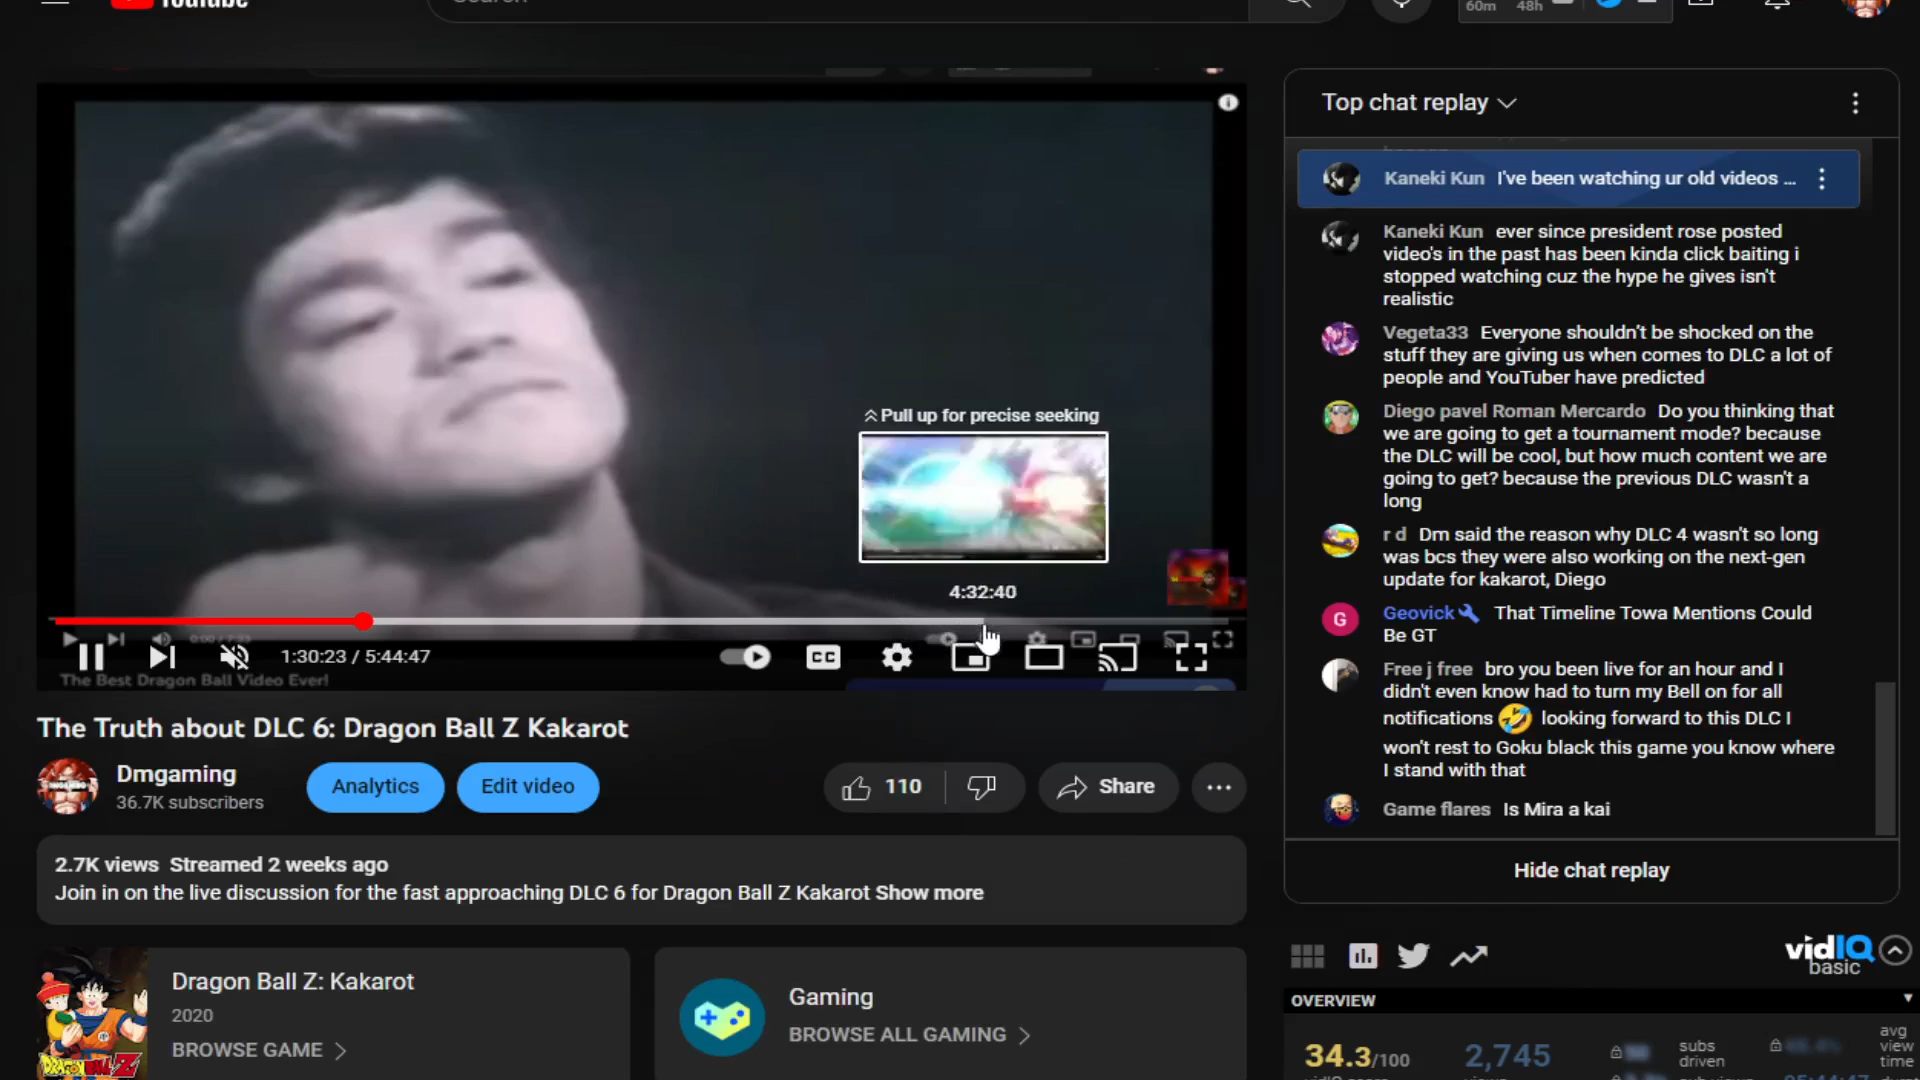 YouTube
Search
60m 48h
Pull up for precise seeking
4:32:40
1:30:23 / 5:44:47
CC
The Best Dragon Ball Video Ever!
Top chat replay
Kaneki Kun I've been watching ur old videos ...
Kaneki Kun ever since president rose posted
video's in the past has been kinda click baiting i
stopped watching cuz the hype he gives isn't
realistic
Vegeta33 Everyone shouldn't be shocked on the
stuff they are giving us when comes to DLC a lot of
people and YouTuber have predicted
Diego pavel Roman Mercardo Do you thinking that
we are going to get a tournament mode? because
the DLC will be cool, but how much content we are
going to get? because the previous DLC wasn't a
long
r d Dm said the reason why DLC 4 wasn't so long
was bcs they were also working on the next-gen
update for kakarot, Diego
G
Geovick That Timeline Towa Mentions Could
Be GT
Free j free bro you been live for an hour and I
didn't even know had to turn my Bell on for all
notifications 🤣 looking forward to this DLC I
won't rest to Goku black this game you know where
I stand with that
Game flares Is Mira a kai
Hide chat replay
The Truth about DLC 6: Dragon Ball Z Kakarot
Dmgaming
36.7K subscribers
Analytics
Edit video
110
Share
2.7K views Streamed 2 weeks ago
Join in on the live discussion for the fast approaching DLC 6 for Dragon Ball Z Kakarot Show more
DRAGON BALL Z
Dragon Ball Z: Kakarot
2020
BROWSE GAME
Gaming
BROWSE ALL GAMING
vidIQ
basic
OVERVIEW
34.3/100
2,745
subs
driven
avg
view
time